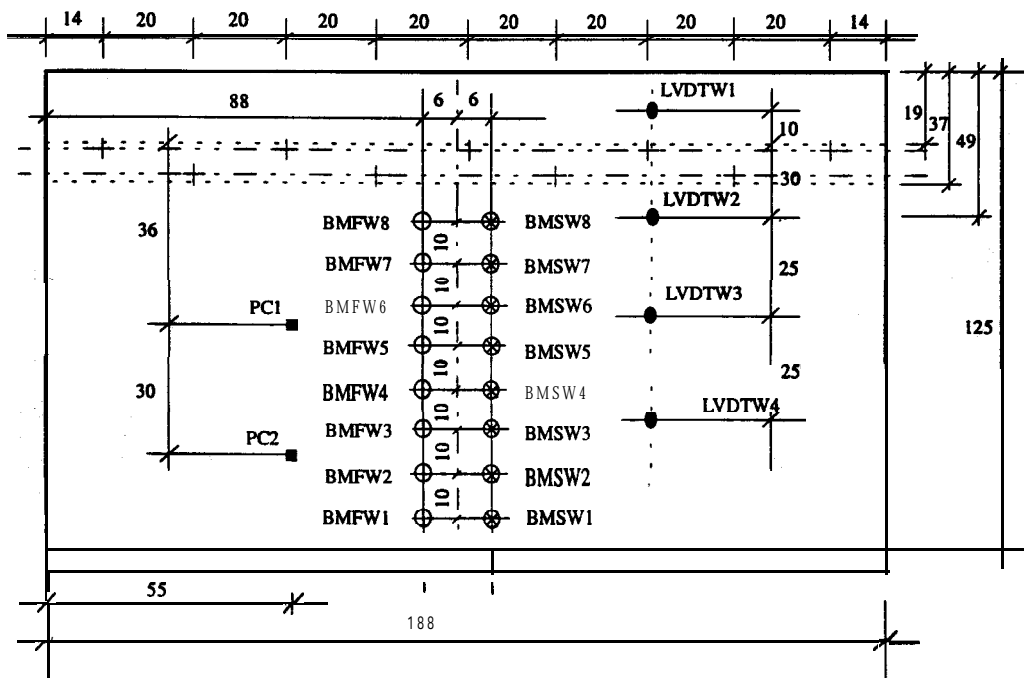 14 20 20 20 20 20 20 20 20 14
88 6 6 LVDTW1 19 37 49
10
30
LVDTW2
36 BMFW8 BMSW8
10
BMFW7 BMSW7 25
10
PC1 BMFW6 BMSW6 LVDTW3
10 125
BMFW5 BMSW5
10 25
30 BMFW4 BMSW4
10 LVDTW4
PC2 BMFW3 BMSW3
10
BMFW2 BMSW2
10
BMFW1 BMSW1
55
188